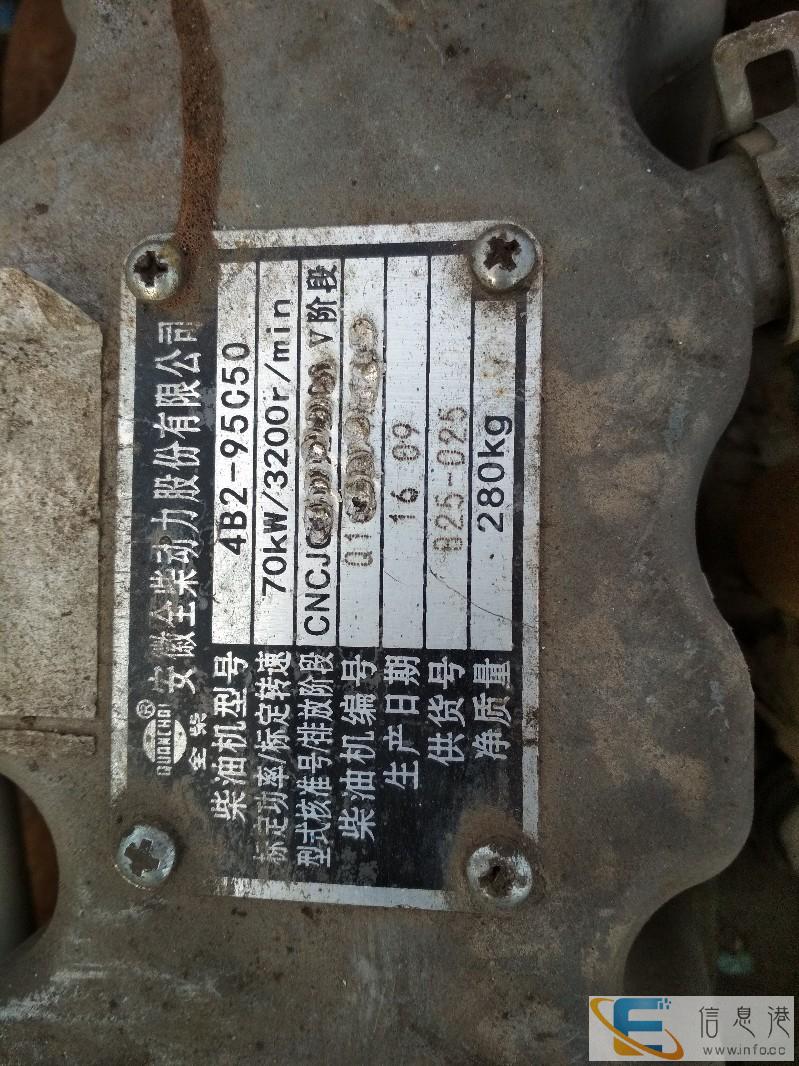 QUANCHAI ®
全柴
安徽全柴动力股份有限公司
柴油机型号 4B2-95C50
标定功率/标定转速 70kW/3200r/min
型式核准号/排放阶段 CNCJ V阶段
柴油机编号 Q1
生产日期 16 09
供货号 B25-025
净质量 280kg
信息港
www.info.cc